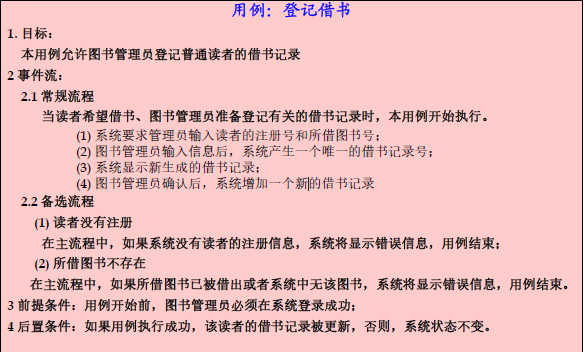 用例：登记借书
1. 目标：
本用例允许图书管理员登记普通读者的借书记录
2 事件流：
2.1 常规流程
当读者希望借书、图书管理员准备登记有关的借书记录时，本用例开始执行。
(1) 系统要求管理员输入读者的注册号和所借图书号；
(2) 图书管理员输入信息后，系统产生一个唯一的借书记录号；
(3) 系统显示新生成的借书记录；
(4) 图书管理员确认后，系统增加一个新的借书记录
2.2 备选流程
(1) 读者没有注册
在主流程中，如果系统没有读者的注册信息，系统将显示错误信息，用例结束；
(2) 所借图书不存在
在主流程中，如果所借图书已被借出或者系统中无该图书，系统将显示错误信息，用例结束。
3 前提条件：用例开始前，图书管理员必须在系统登录成功；
4 后置条件：如果用例执行成功，该读者的借书记录被更新，否则，系统状态不变。